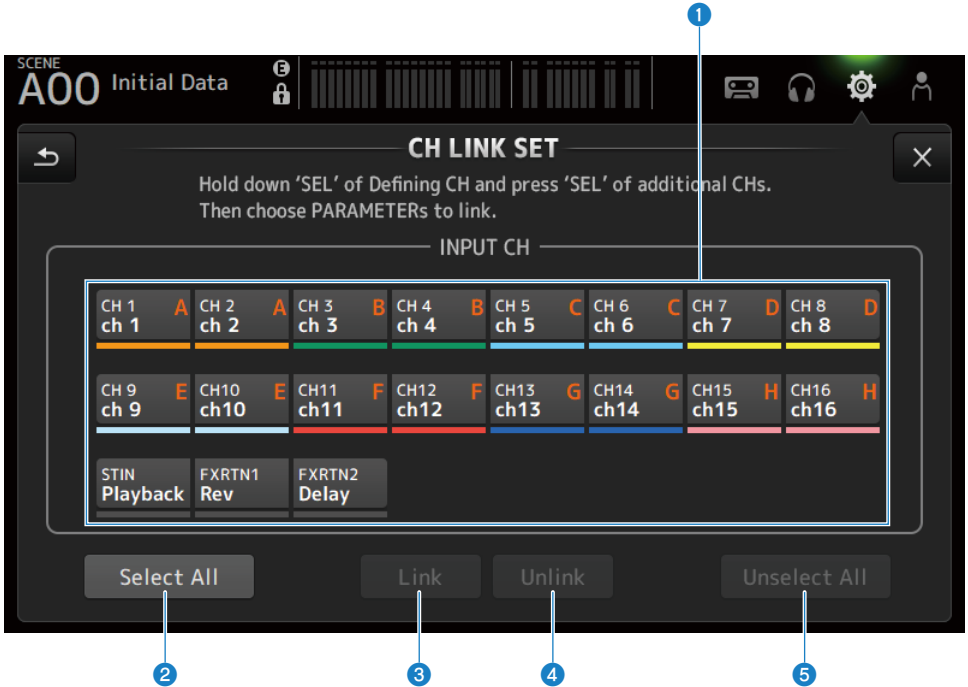 1
SCENE
A00 Initial Data E
CH LINK SET
Hold down ‘SEL’ of Defining CH and press ‘SEL’ of additional CHs.
Then choose PARAMETERs to link.
INPUT CH
CH 1 A CH 2 A CH 3 B CH 4 B CH 5 C CH 6 C CH 7 D CH 8 D
ch 1 ch 2 ch 3 ch 4 ch 5 ch 6 ch 7 ch 8
CH 9 E CH10 E CH11 F CH12 F CH13 G CH14 G CH15 H CH16 H
ch 9 ch10 ch11 ch12 ch13 ch14 ch15 ch16
STIN FXRTN1 FXRTN2
Playback Rev Delay
Select All Link Unlink Unselect All
2 3 4 5